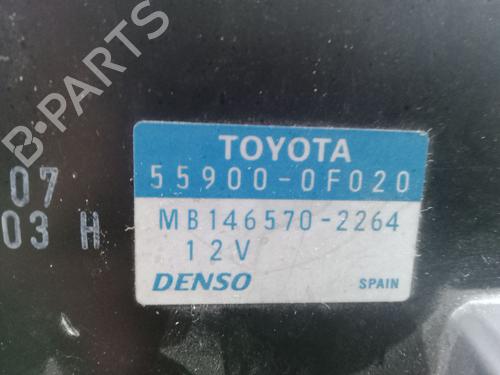 TOYOTA
55900-0F020
MB146570-2264
12V
DENSO SPAIN
07
03 H
B-PARTS